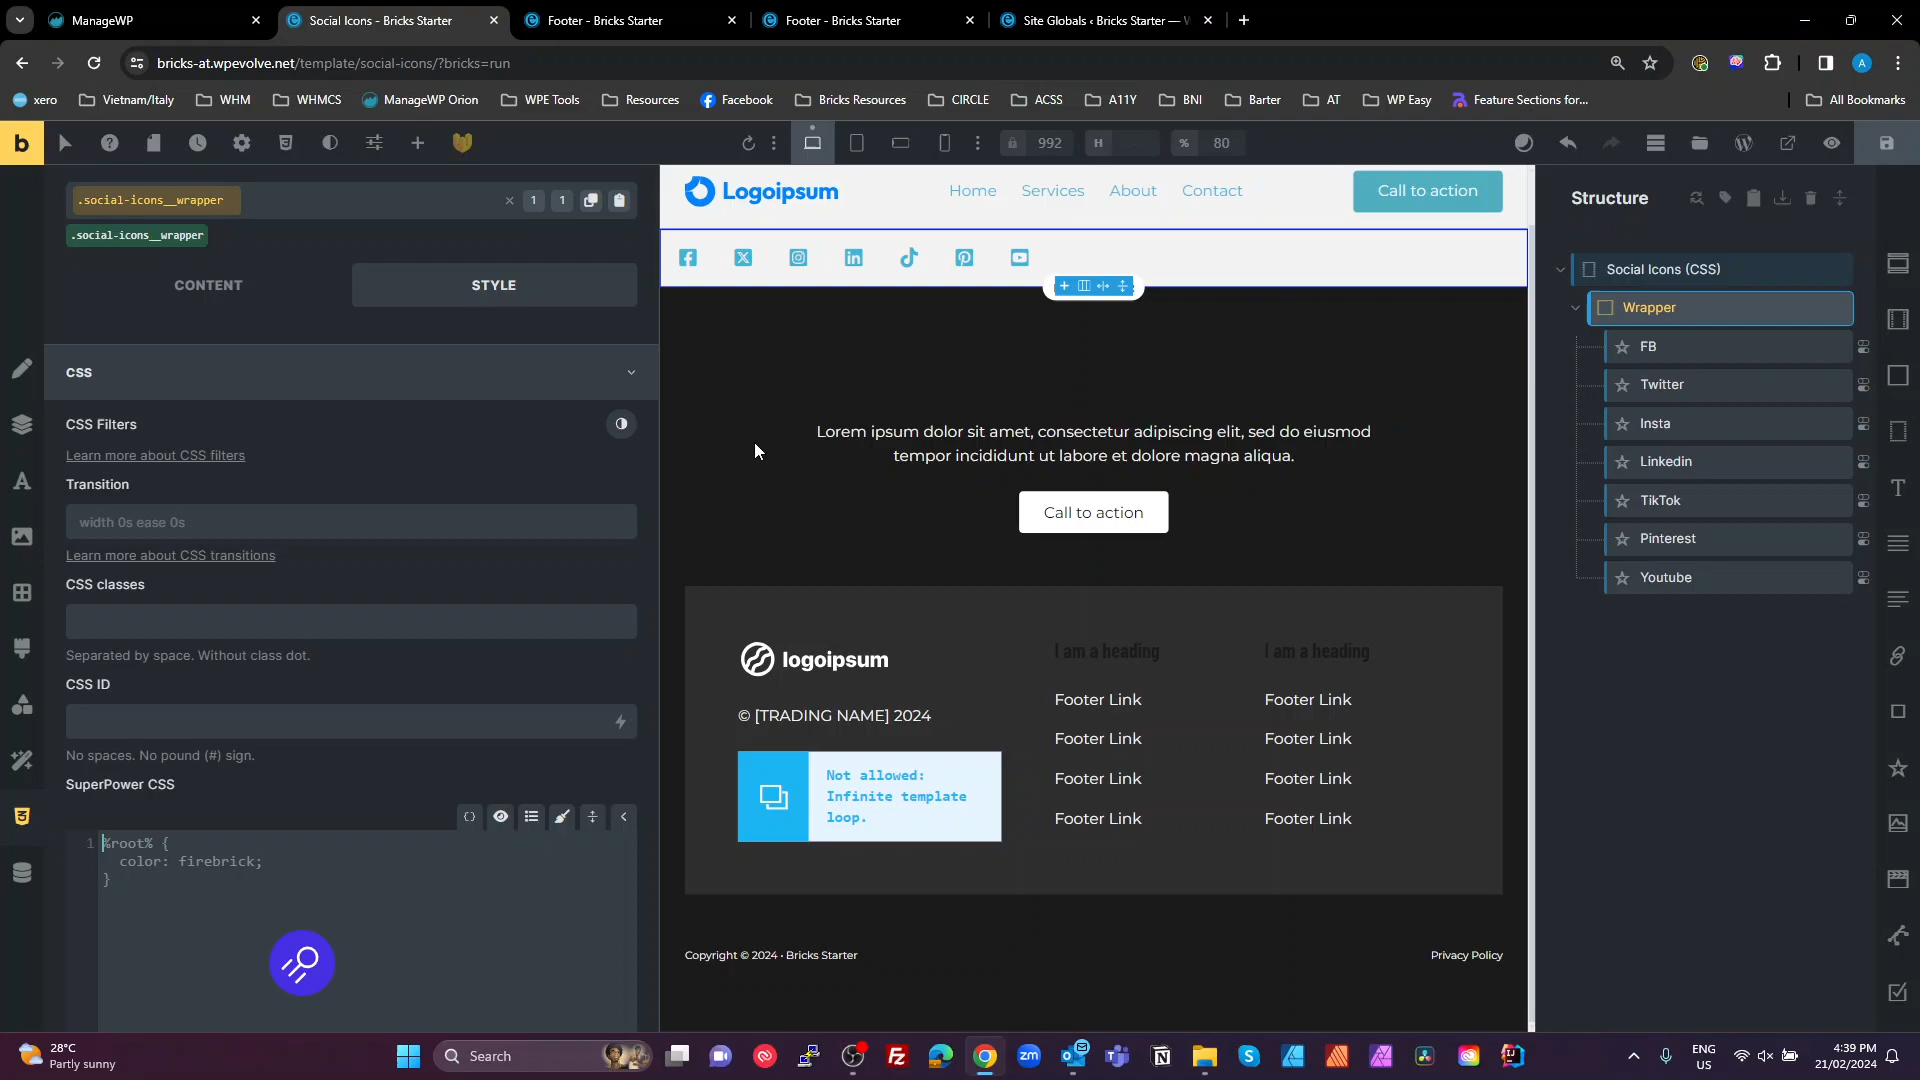 ManageWP
Social Icons - Bricks Starter
Footer - Bricks Starter
Footer - Bricks Starter
Site Globals ‹ Bricks Starter —
bricks-at.wpevolve.net/template/social-icons/?bricks=run
xero
Vietnam/Italy
WHM
WHMCS
ManageWP Orion
WPE Tools
Resources
Facebook
Bricks Resources
CIRCLE
ACSS
A11Y
BNI
Barter
AT
WP Easy
Feature Sections for...
All Bookmarks
b
992
H
%
80
.social-icons__wrapper
1
1
.social-icons__wrapper
CONTENT
STYLE
CSS
CSS Filters
Learn more about CSS filters
Transition
width 0s ease 0s
Learn more about CSS transitions
CSS classes
Separated by space. Without class dot.
CSS ID
No spaces. No pound (#) sign.
SuperPower CSS
1
%root% {
color: firebrick;
}
Logoipsum
Home
Services
About
Contact
Call to action
Lorem ipsum dolor sit amet, consectetur adipiscing elit, sed do eiusmod
tempor incididunt ut labore et dolore magna aliqua.
Call to action
logoipsum
© [TRADING NAME] 2024
Not allowed:
Infinite template
loop.
I am a heading
Footer Link
Footer Link
Footer Link
Footer Link
I am a heading
Footer Link
Footer Link
Footer Link
Footer Link
Copyright © 2024 • Bricks Starter
Privacy Policy
Structure
Social Icons (CSS)
Wrapper
FB
Twitter
Insta
Linkedin
TikTok
Pinterest
Youtube
28°C
Partly sunny
Search
ENG
US
4:39 PM
21/02/2024